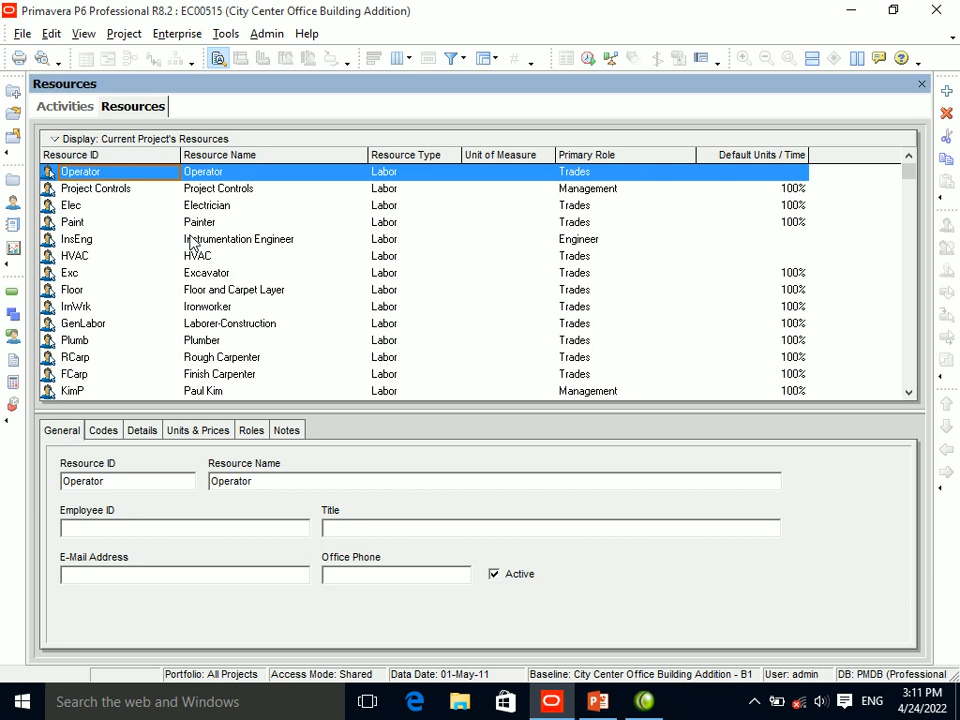 Primavera P6 Professional R8.2 : EC00515 (City Center Office Building Addition)
File Edit View Project Enterprise Tools Admin Help
Resources
Activities Resources
Display: Current Project's Resources
Resource ID Resource Name Resource Type Unit of Measure Primary Role Default Units / Time
Operator Operator Labor Trades
Project Controls Project Controls Labor Management 100%
Elec Electrician Labor Trades 100%
Paint Painter Labor Trades 100%
InsEng Instrumentation Engineer Labor Engineer
HVAC HVAC Labor Trades
Exc Excavator Labor Trades 100%
Floor Floor and Carpet Layer Labor Trades 100%
IrnWrk Ironworker Labor Trades 100%
GenLabor Laborer-Construction Labor Trades 100%
Plumb Plumber Labor Trades 100%
RCarp Rough Carpenter Labor Trades 100%
FCarp Finish Carpenter Labor Trades 100%
KimP Paul Kim Labor Management 100%
General Codes Details Units & Prices Roles Notes
Resource ID Resource Name
Operator Operator
Employee ID Title
E-Mail Address Office Phone
Active
Portfolio: All Projects Access Mode: Shared Data Date: 01-May-11 Baseline: City Center Office Building Addition - B1 User: admin DB: PMDB (Professional
Search the web and Windows
ENG
3:11 PM
4/24/2022